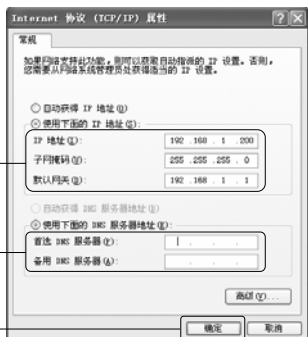 Internet 协议 (TCP/IP) 属性
常规
如果网络支持此功能，则可以获取自动指派的 IP 设置。否则，
您需要从网络系统管理员处获得适当的 IP 设置。
自动获得 IP 地址(O)
使用下面的 IP 地址(S):
IP 地址(I): 192 .168 . 1 .200
子网掩码(U): 255 .255 .255 . 0
默认网关(D): 192 .168 . 1 . 1
自动获得 DNS 服务器地址(B)
使用下面的 DNS 服务器地址(E):
首选 DNS 服务器(P):
备用 DNS 服务器(A):
高级(V)...
确定 取消